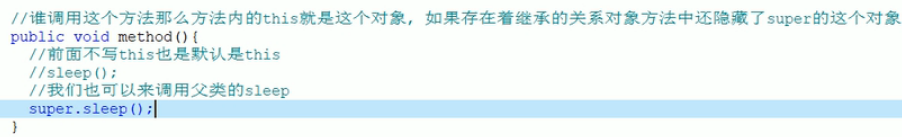 //谁调用这个方法那么方法内的this就是这个对象, 如果存在着继承的关系对象方法中还隐藏了super的这个对象
public void method(){
//前面不写this也是默认是this
//sleep();
//我们也可以来调用父类的sleep
super.sleep();
}